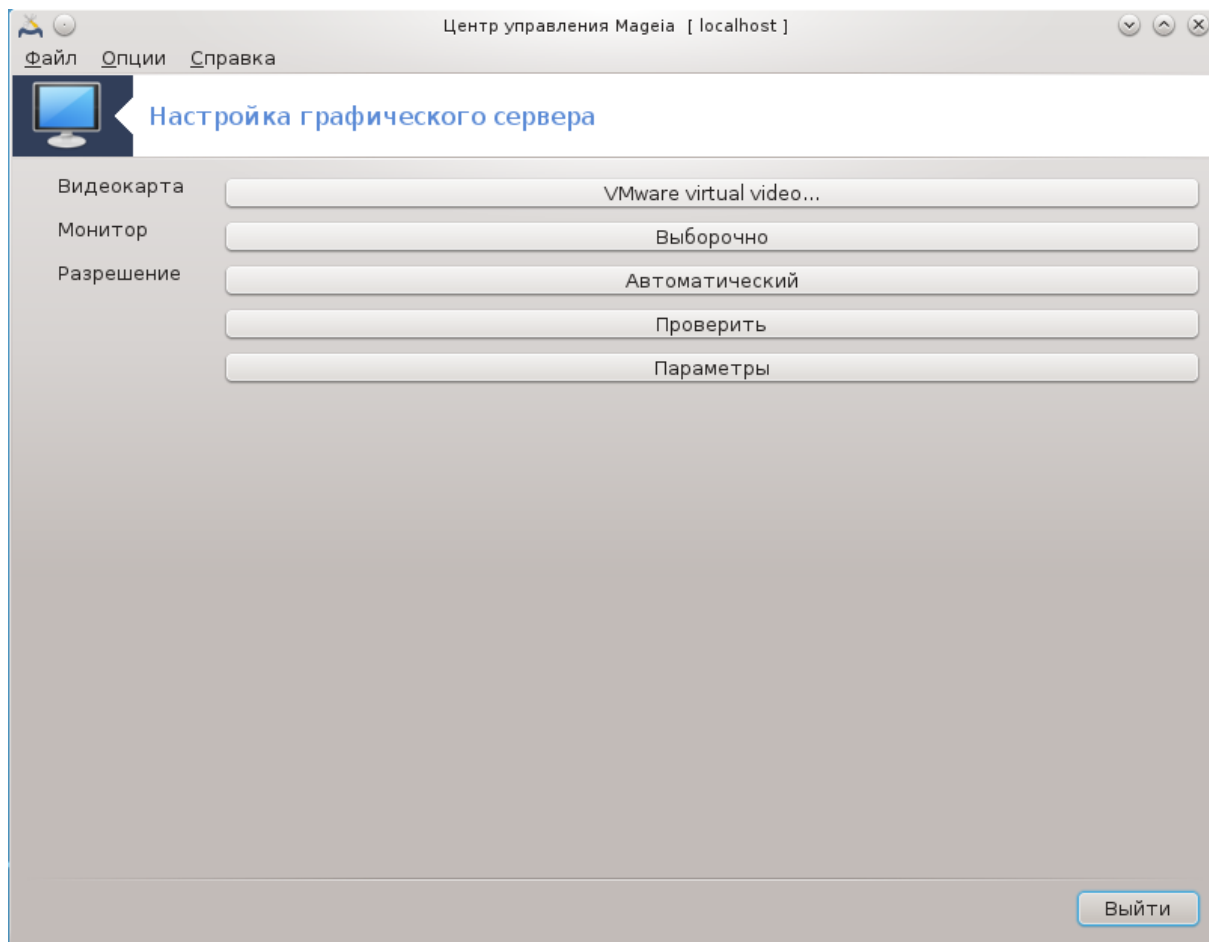 Центр управления Mageia [ localhost ]
Файл Опции Справка
Настройка графического сервера
Видеокарта VMware virtual video...
Монитор Выборочно
Разрешение Автоматический
Проверить
Параметры
Выйти